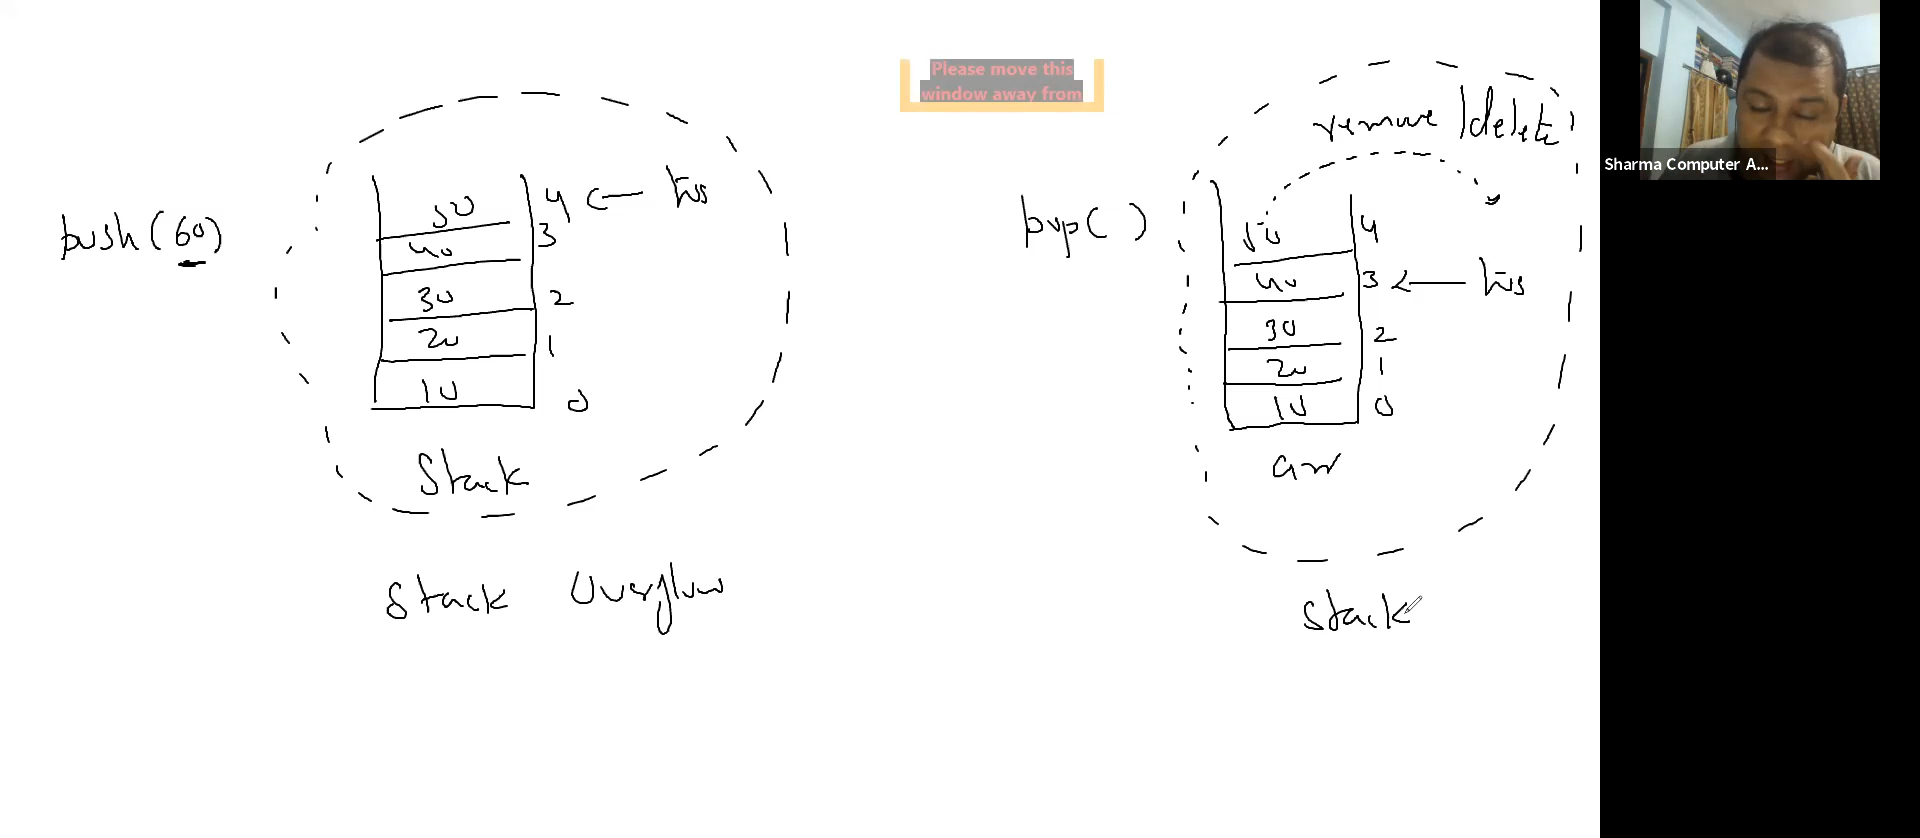 Please move this
window away from
Sharma Computer A...
push(60)
50 4 ← tos
40 3
30 2
20 1
10 0
Stack
Stack Overflow
remove/delete
pop( )
50 4
40 3 ← tos
30 2
20 1
10 0
arr
stack